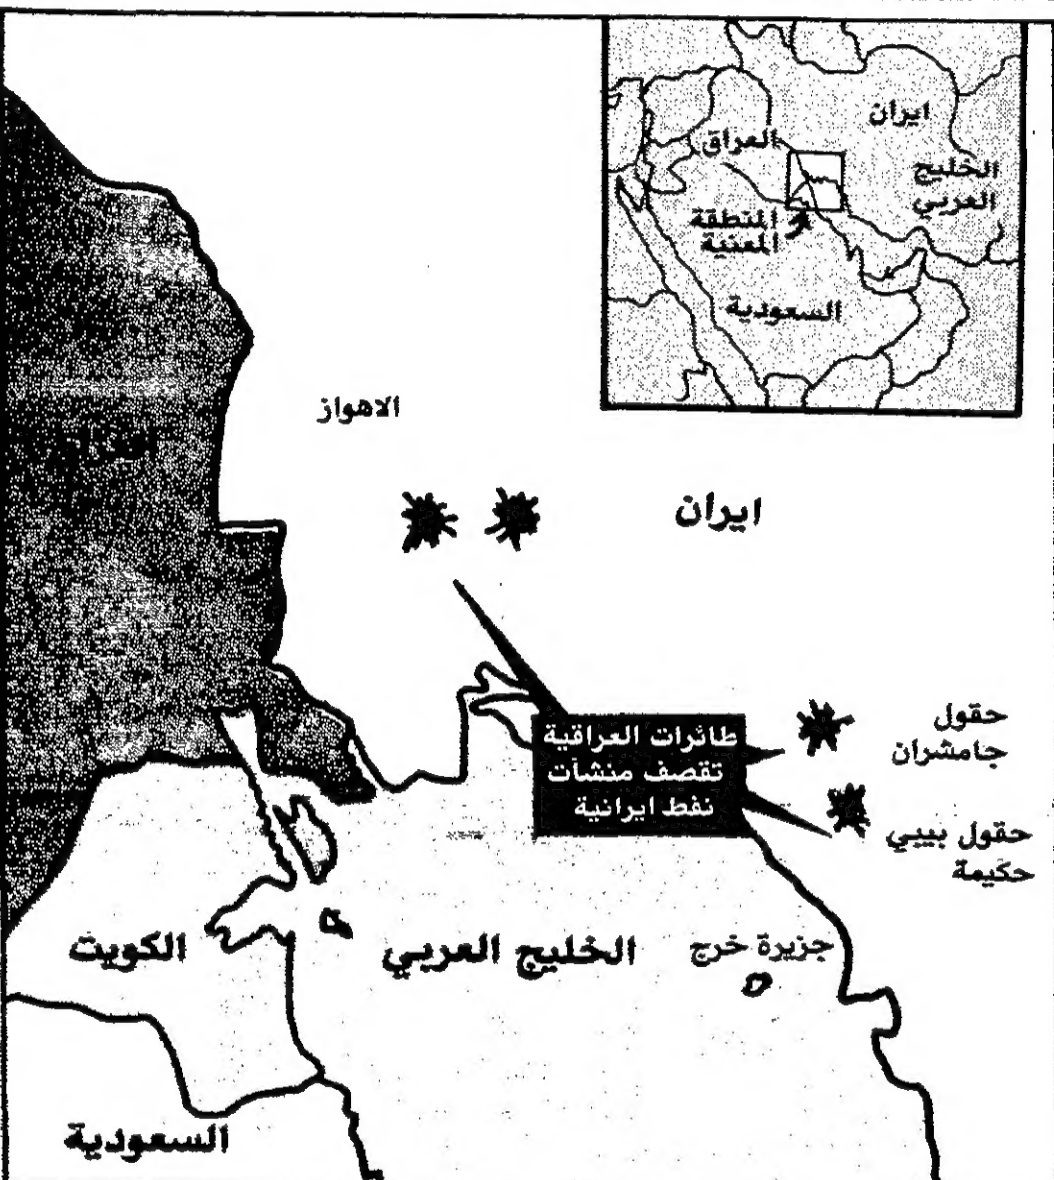 ايران
العراق
الخليج
العربي
المنطقة
المعنية
السعودية
الاهواز
ايران
طائرات العراقية
تقصف منشآت
نفط ايرانية
حقول
جامشران
حقول بيبي
حكيمة
الكويت
الخليج العربي
جزيرة خرج
السعودية